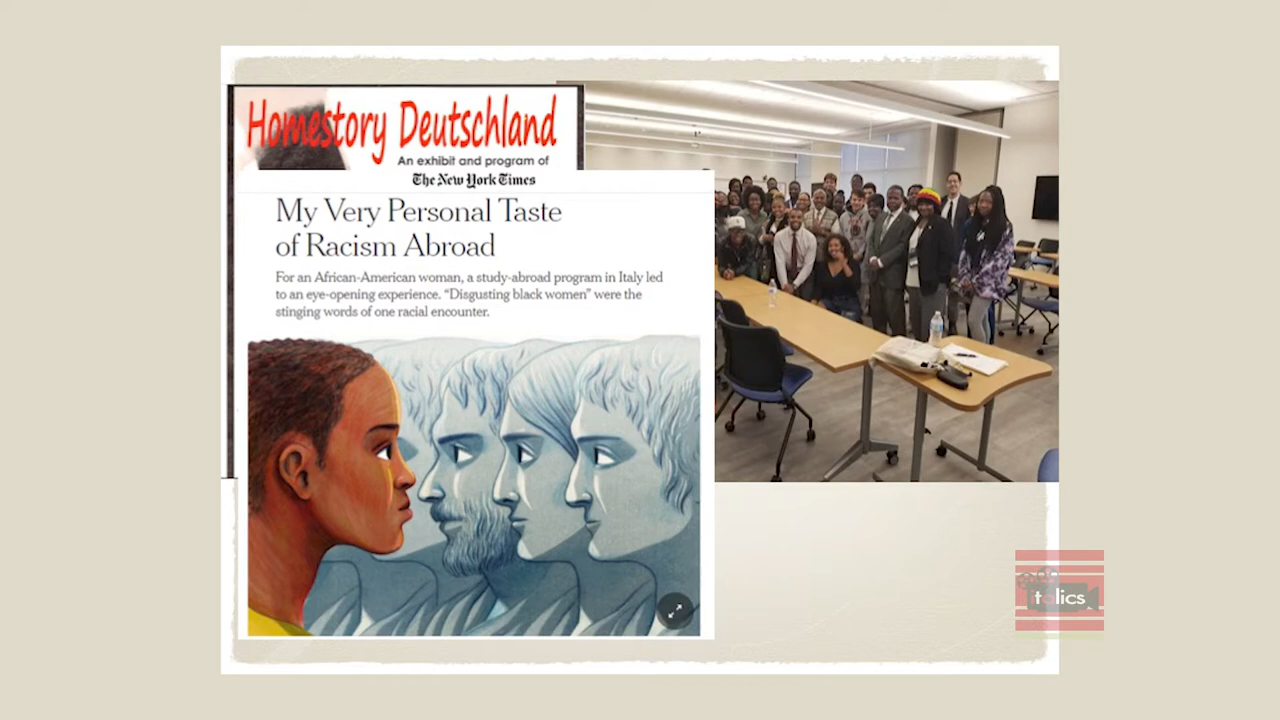 Homestory Deutschland
An exhibit and program of
The New York Times
My Very Personal Taste
of Racism Abroad
For an African-American woman, a study-abroad program in Italy led
to an eye-opening experience. “Disgusting black women” were the
stinging words of one racial encounter.
italics